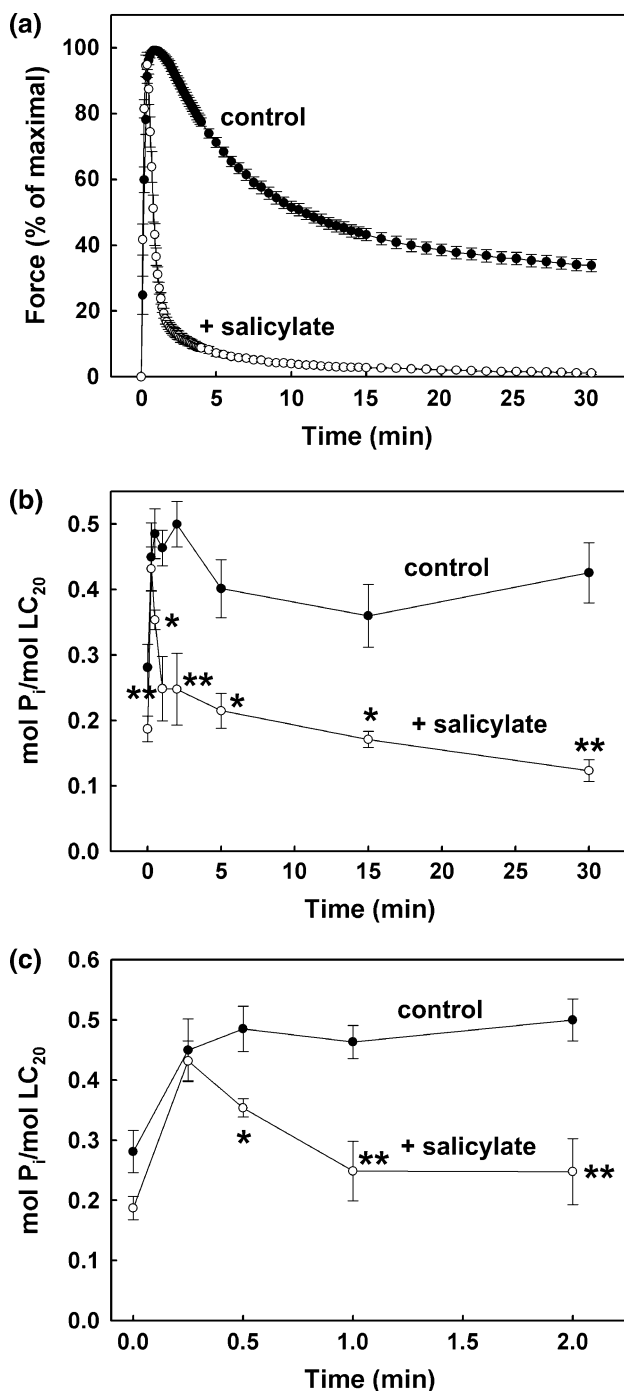 (a)
Force (% of maximal)
100
80
60
40
20
0
control
+ salicylate
0 5 10 15 20 25 30
Time (min)
(b)
mol Pi/mol LC20
0.5
0.4
0.3
0.2
0.1
0.0
control
*
**
**
*
*
+ salicylate
**
0 5 10 15 20 25 30
Time (min)
(c)
mol Pi/mol LC20
0.6
0.5
0.4
0.3
0.2
0.1
0.0
control
+ salicylate
*
**
**
0.0 0.5 1.0 1.5 2.0
Time (min)